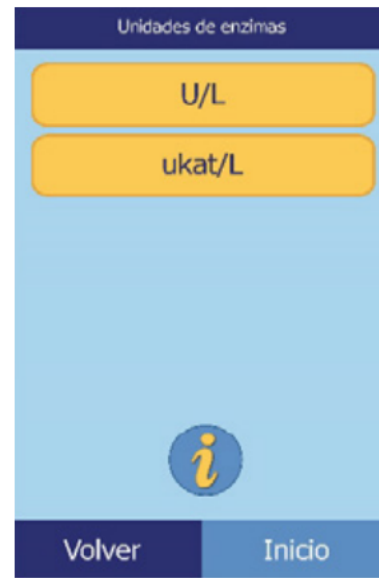 Unidades de enzimas
U/L
ukat/L
i
Volver
Inicio